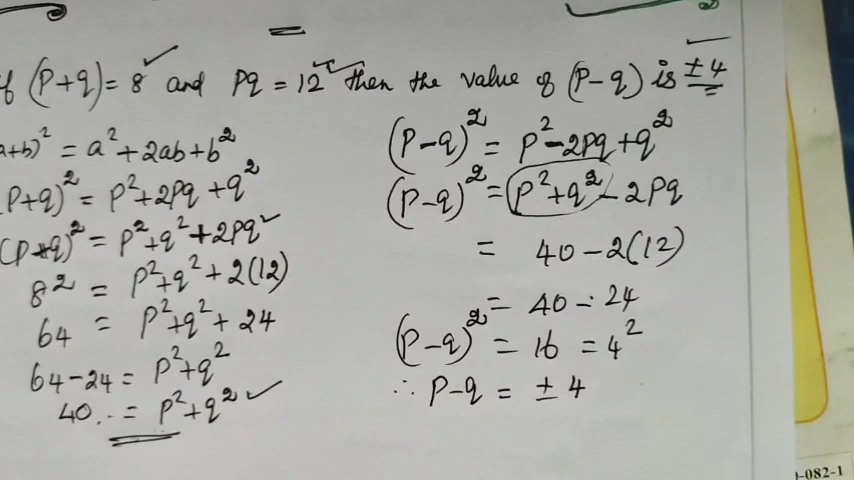 If (P+q) = 8 and Pq = 12 then the value of (P-q) is ±4
a+b)² = a² + 2ab + b²
P+q)² = P² + 2Pq + q²
(P+q)² = P² + q² + 2Pq
8² = P² + q² + 2(12)
64 = P² + q² + 24
64 - 24 = P² + q²
40 = P² + q²
(P-q)² = P² - 2Pq + q²
(P-q)² = P² + q² - 2Pq
= 40 - 2(12)
= 40 - 24
(P-q)² = 16 = 4²
∴ P-q = ±4
-082-1